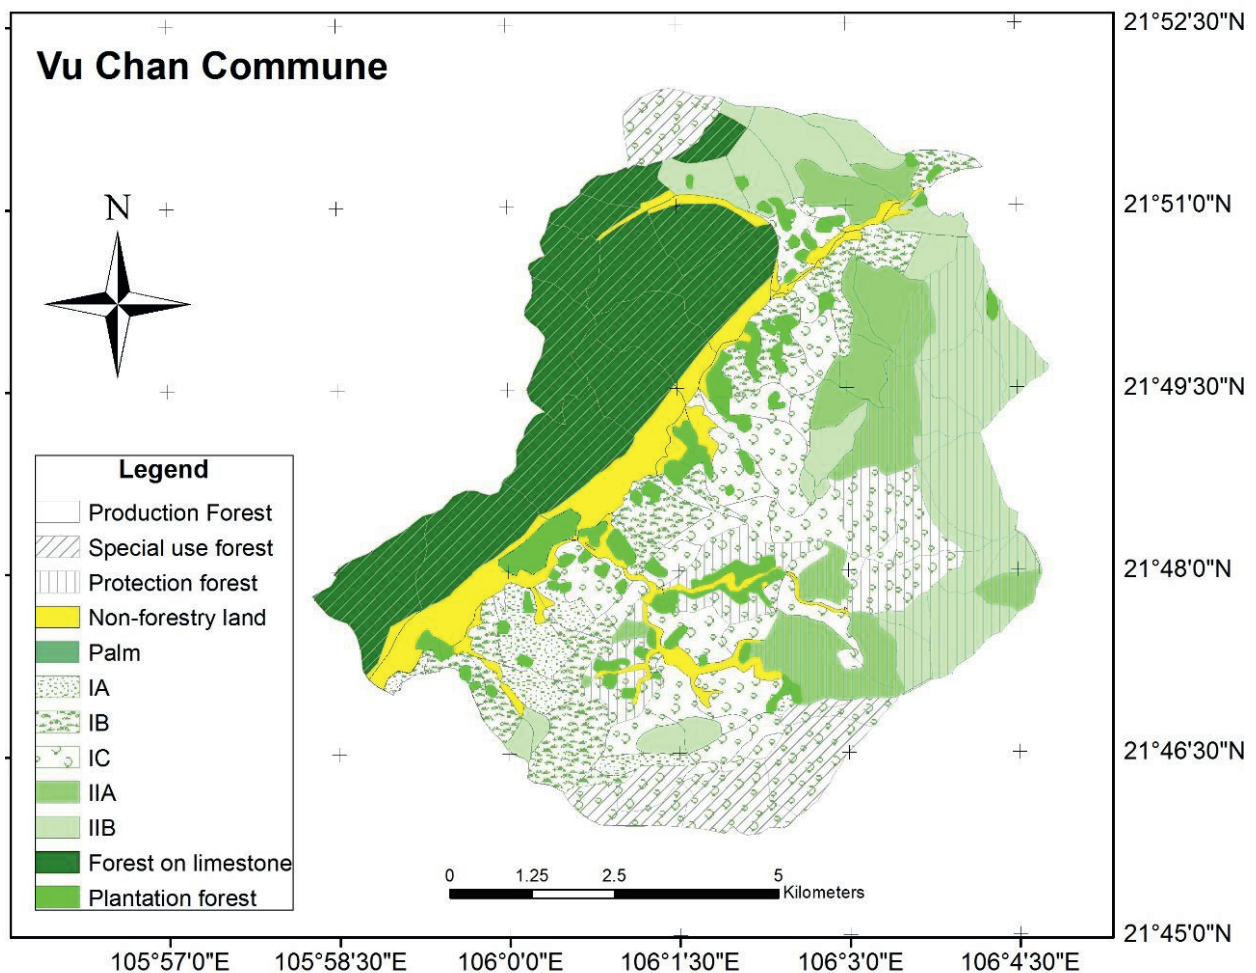 Vu Chan Commune
N
21°52'30"N
21°51'0"N
21°49'30"N
21°48'0"N
21°46'30"N
21°45'0"N
Legend
Production Forest
Special use forest
Protection forest
Non-forestry land
Palm
IA
IB
IC
IIA
IIB
Forest on limestone
Plantation forest
0 1.25 2.5 5
Kilometers
105°57'0"E 105°58'30"E 106°0'0"E 106°1'30"E 106°3'0"E 106°4'30"E